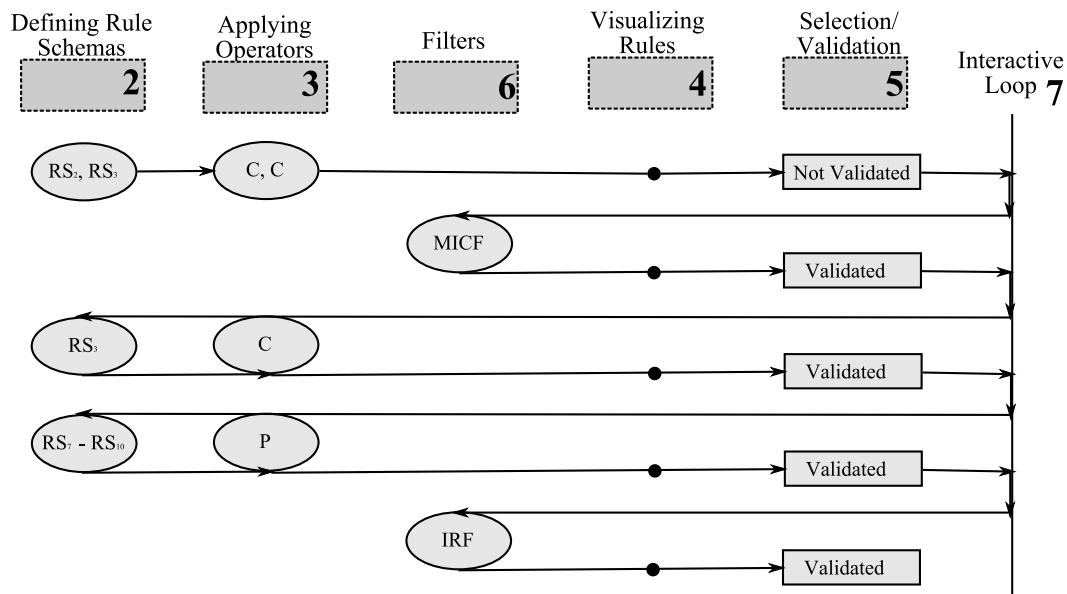 Defining Rule
Schemas
2
Applying
Operators
3
Filters
6
Visualizing
Rules
4
Selection/
Validation
5
Interactive
Loop 7
RS₂, RS₃
C, C
Not Validated
MICF
Validated
RS₃
C
Validated
RS₇ - RS₁₀
P
Validated
IRF
Validated